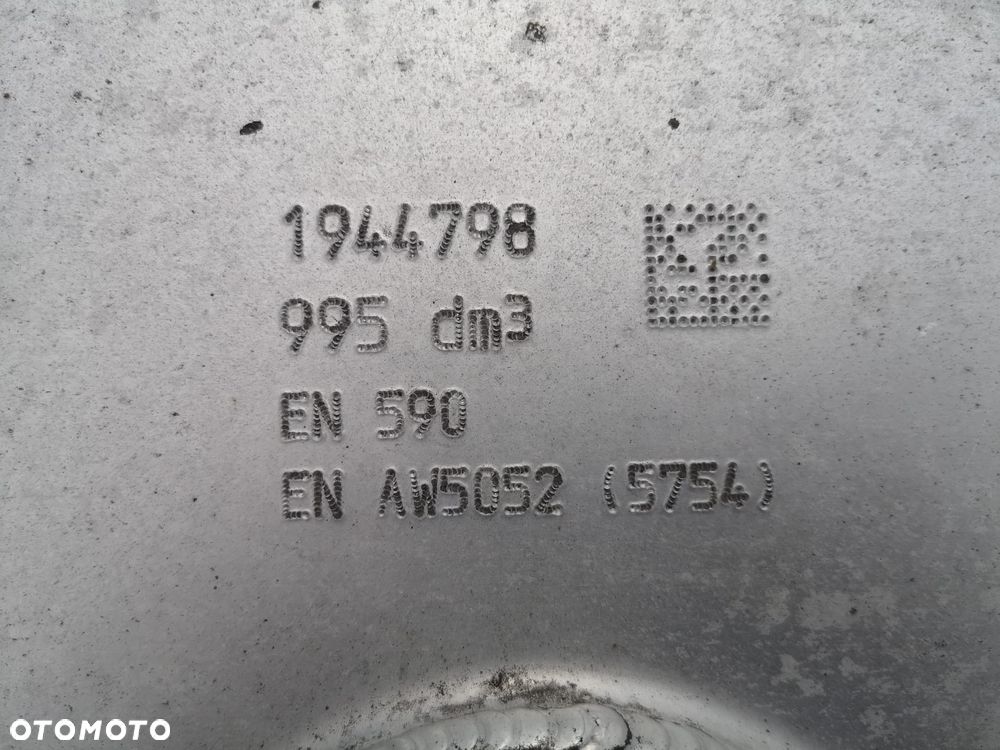 1944798
995 dm³
EN 590
EN AW5052 (5754)
OTOMOTO